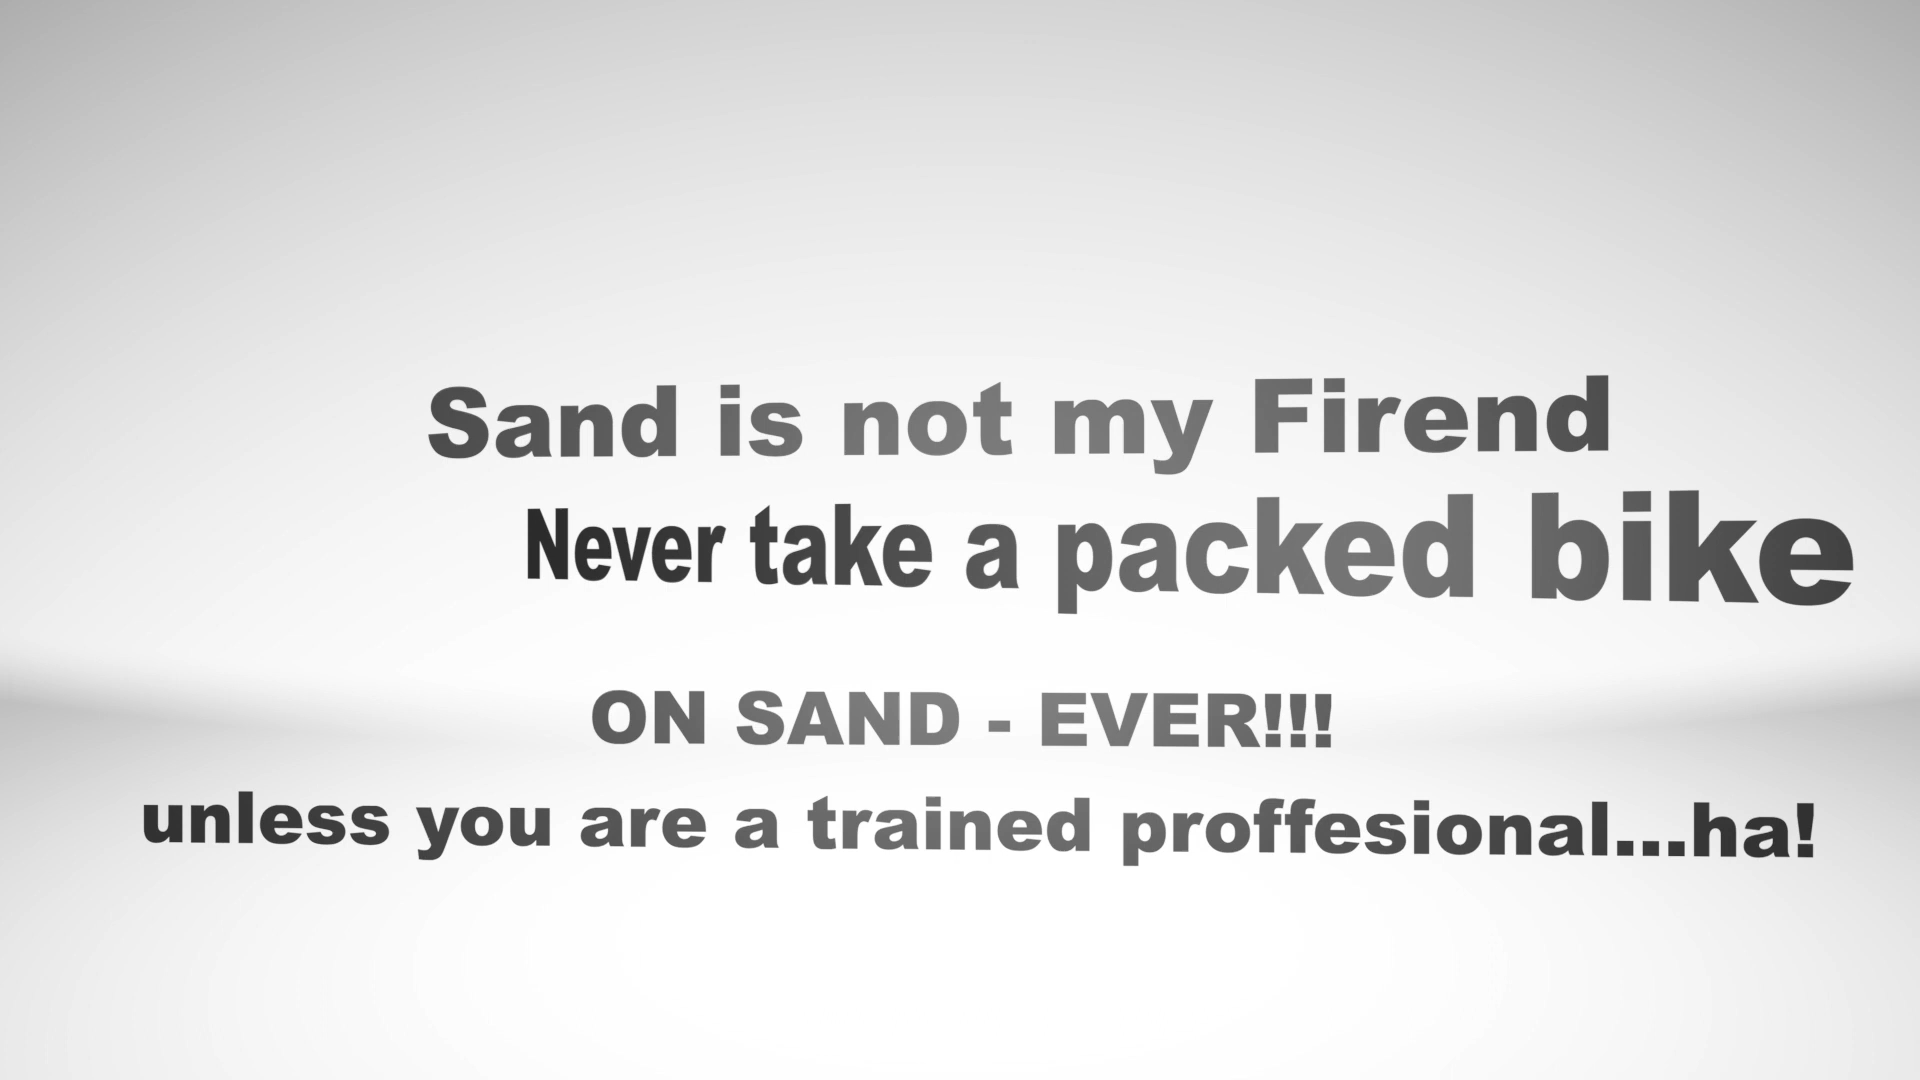 Sand is not my Firend
Never take a packed bike
ON SAND - EVER!!!
unless you are a trained proffesional...ha!